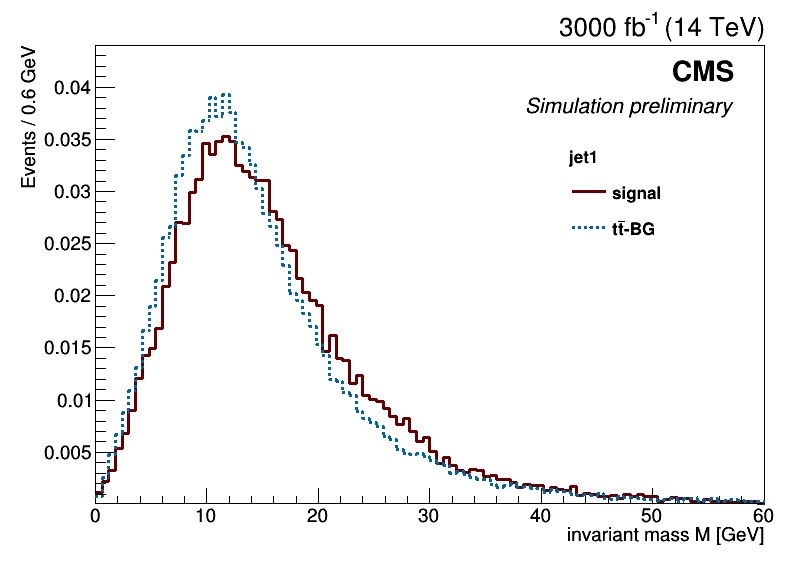 3000 fb⁻¹ (14 TeV)
CMS
Simulation preliminary
Events / 0.6 GeV
0.04
0.035
0.03
0.025
0.02
0.015
0.01
0.005
jet1
signal
tt̄-BG
0 10 20 30 40 50 60
invariant mass M [GeV]